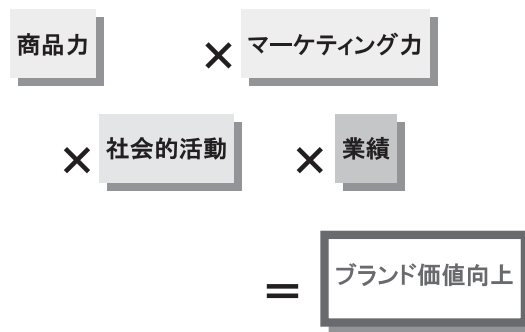 商品力 × マーケティング力
× 社会的活動 × 業績
= ブランド価値向上